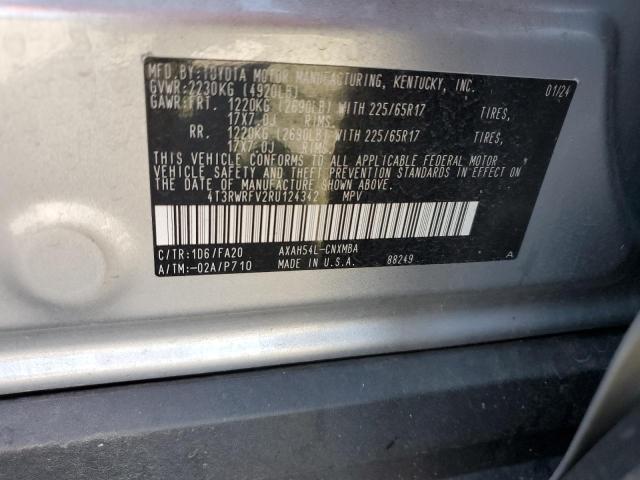 MFD.BY:TOYOTA MOTOR MANUFACTURING, KENTUCKY, INC. 01/24
GVWR:2230KG (4920LB)
GAWR:FRT. 1220KG (2690LB) WITH 225/65R17 TIRES,
17X7.0J RIMS,
RR. 1220KG (2690LB) WITH 225/65R17 TIRES,
17X7.0J RIMS,
THIS VEHICLE CONFORMS TO ALL APPLICABLE FEDERAL MOTOR
VEHICLE SAFETY AND THEFT PREVENTION STANDARDS IN EFFECT ON
THE DATE OF MANUFACTURE SHOWN ABOVE.
4T3RWRFV2RU124342 MPV
C/TR:1D6/FA20 AXAH54L-CNXMBA
A/TM:-02A/P710 MADE IN U.S.A. 88249 A